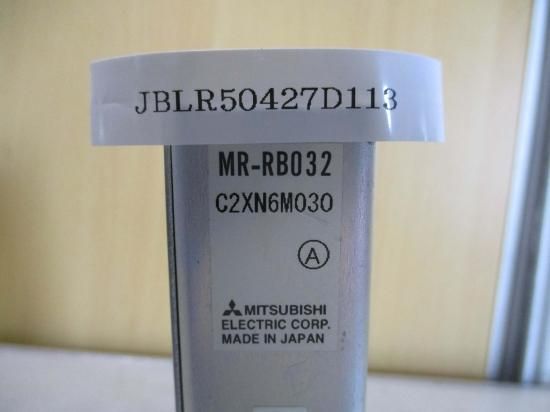 JBLR50427D113
MR-RB032
C2XN6M030
A
MITSUBISHI
ELECTRIC CORP.
MADE IN JAPAN